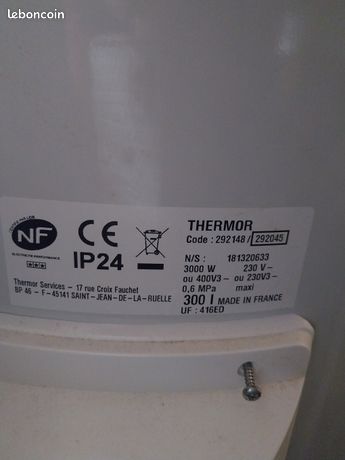 leboncoin
NF
ELECTRICITE PERFORMANCE
★★★
CE
IP24
Thermor Services - 17 rue Croix Fauchet
BP 46 - F - 45141 SAINT-JEAN-DE-LA-RUELLE
THERMOR
Code : 292148 / 292045
N/S : 181320633
3000 W 230 V~
ou 400V3~ ou 230V3~
0,6 MPa maxi
300 l MADE IN FRANCE
UF : 416ED